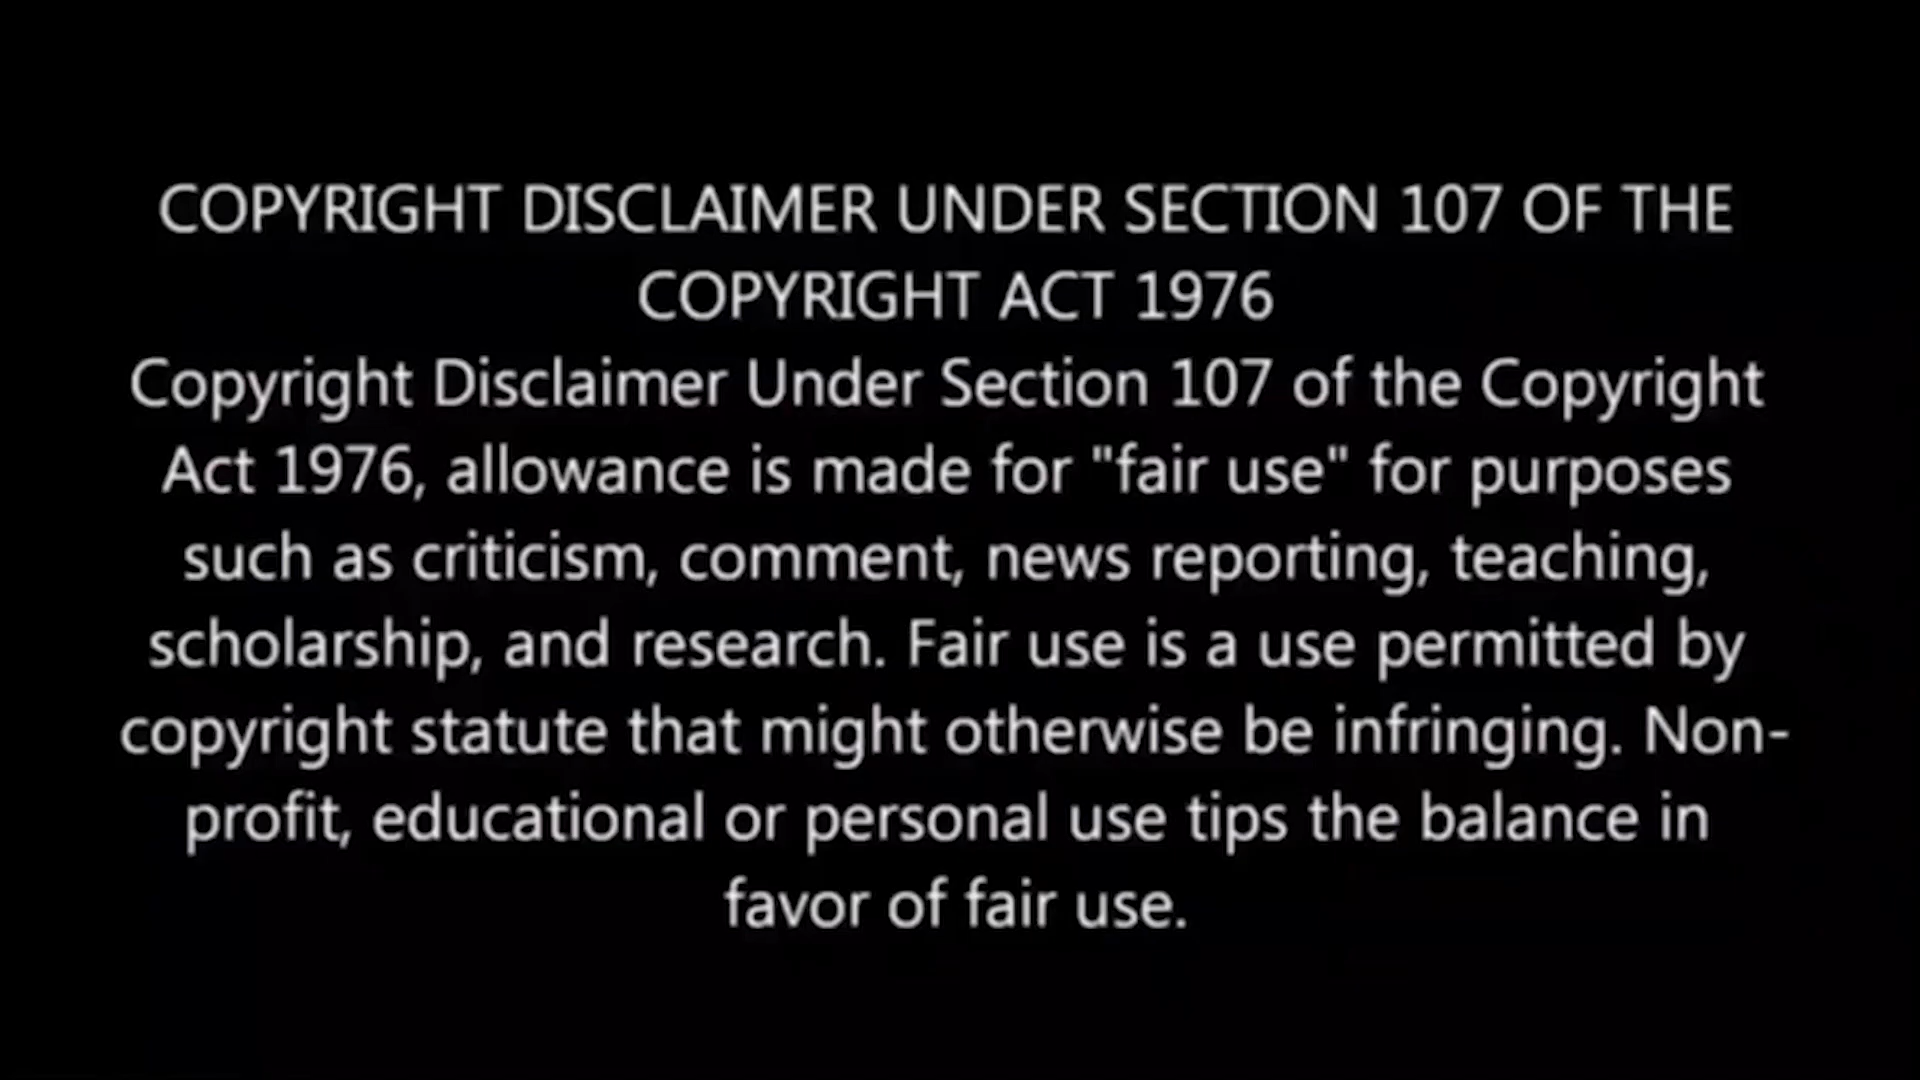 COPYRIGHT DISCLAIMER UNDER SECTION 107 OF THE
COPYRIGHT ACT 1976
Copyright Disclaimer Under Section 107 of the Copyright
Act 1976, allowance is made for "fair use" for purposes
such as criticism, comment, news reporting, teaching,
scholarship, and research. Fair use is a use permitted by
copyright statute that might otherwise be infringing. Non-
profit, educational or personal use tips the balance in
favor of fair use.